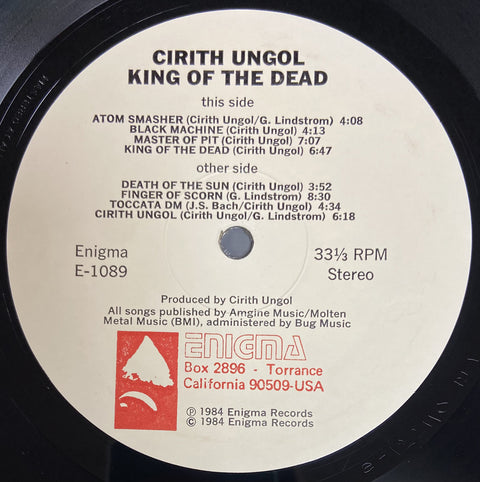 CIRITH UNGOL
KING OF THE DEAD
this side
ATOM SMASHER (Cirith Ungol/G. Lindstrom) 4:08
BLACK MACHINE (Cirith Ungol) 4:13
MASTER OF PIT (Cirith Ungol) 7:07
KING OF THE DEAD (Cirith Ungol) 6:47
other side
DEATH OF THE SUN (Cirith Ungol) 3:52
FINGER OF SCORN (Cirith Ungol/G. Lindstrom) 8:30
TOCCATA DM (J.S. Bach/Cirith Ungol) 4:34
CIRITH UNGOL (Cirith Ungol/G. Lindstrom) 6:18
Enigma
E-1089
33⅓ RPM
Stereo
Produced by Cirith Ungol
All songs published by Amgine Music/Molten
Metal Music (BMI), administered by Bug Music
ENIGMA
Box 2896 - Torrance
California 90509-USA
℗ 1984 Enigma Records
© 1984 Enigma Records